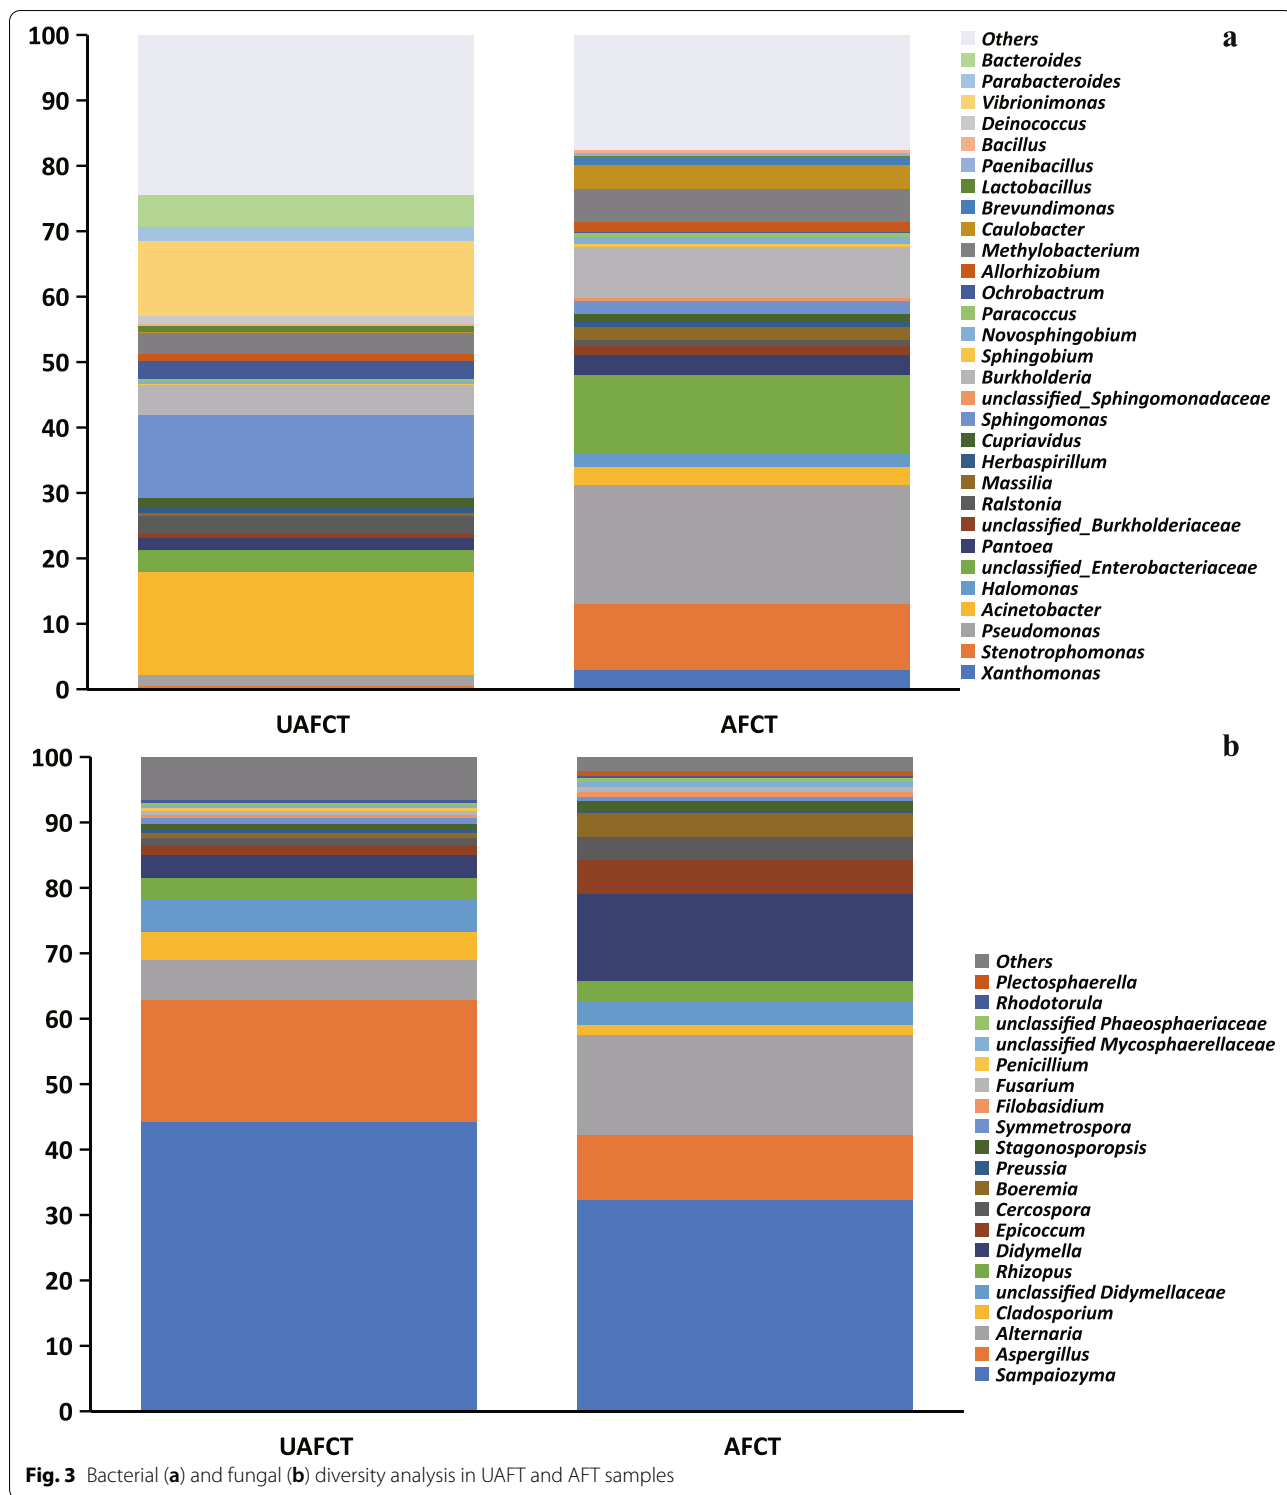 a
100
90
80
70
60
50
40
30
20
10
0
UAFCT
AFCT
Others
Bacteroides
Parabacteroides
Vibrionimonas
Deinococcus
Bacillus
Paenibacillus
Lactobacillus
Brevundimonas
Caulobacter
Methylobacterium
Allorhizobium
Ochrobactrum
Paracoccus
Novosphingobium
Sphingobium
Burkholderia
unclassified_Sphingomonadaceae
Sphingomonas
Cupriavidus
Herbaspirillum
Massilia
Ralstonia
unclassified_Burkholderiaceae
Pantoea
unclassified_Enterobacteriaceae
Halomonas
Acinetobacter
Pseudomonas
Stenotrophomonas
Xanthomonas
b
100
90
80
70
60
50
40
30
20
10
0
UAFCT
AFCT
Others
Plectosphaerella
Rhodotorula
unclassified Phaeosphaeriaceae
unclassified Mycosphaerellaceae
Penicillium
Fusarium
Filobasidium
Symmetrospora
Stagonosporopsis
Preussia
Boeremia
Cercospora
Epicoccum
Didymella
Rhizopus
unclassified Didymellaceae
Cladosporium
Alternaria
Aspergillus
Sampaiozyma
Fig. 3 Bacterial (a) and fungal (b) diversity analysis in UAFT and AFT samples